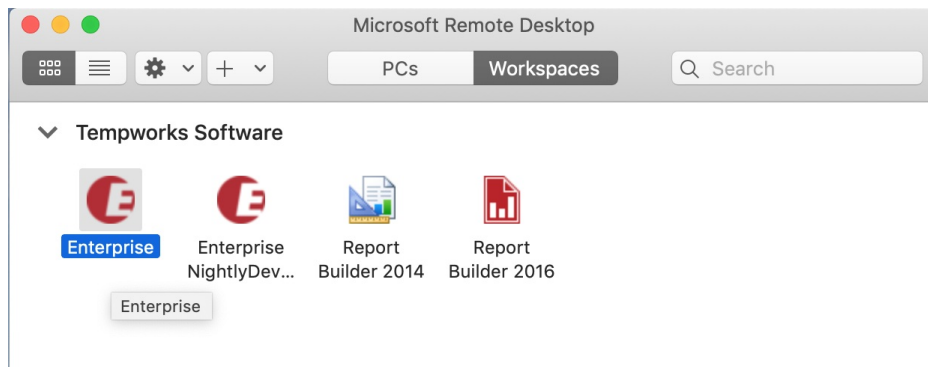 Microsoft Remote Desktop
PCs
Workspaces
Search
Tempworks Software
Enterprise
Enterprise
NightlyDev...
Report
Builder 2014
Report
Builder 2016
Enterprise